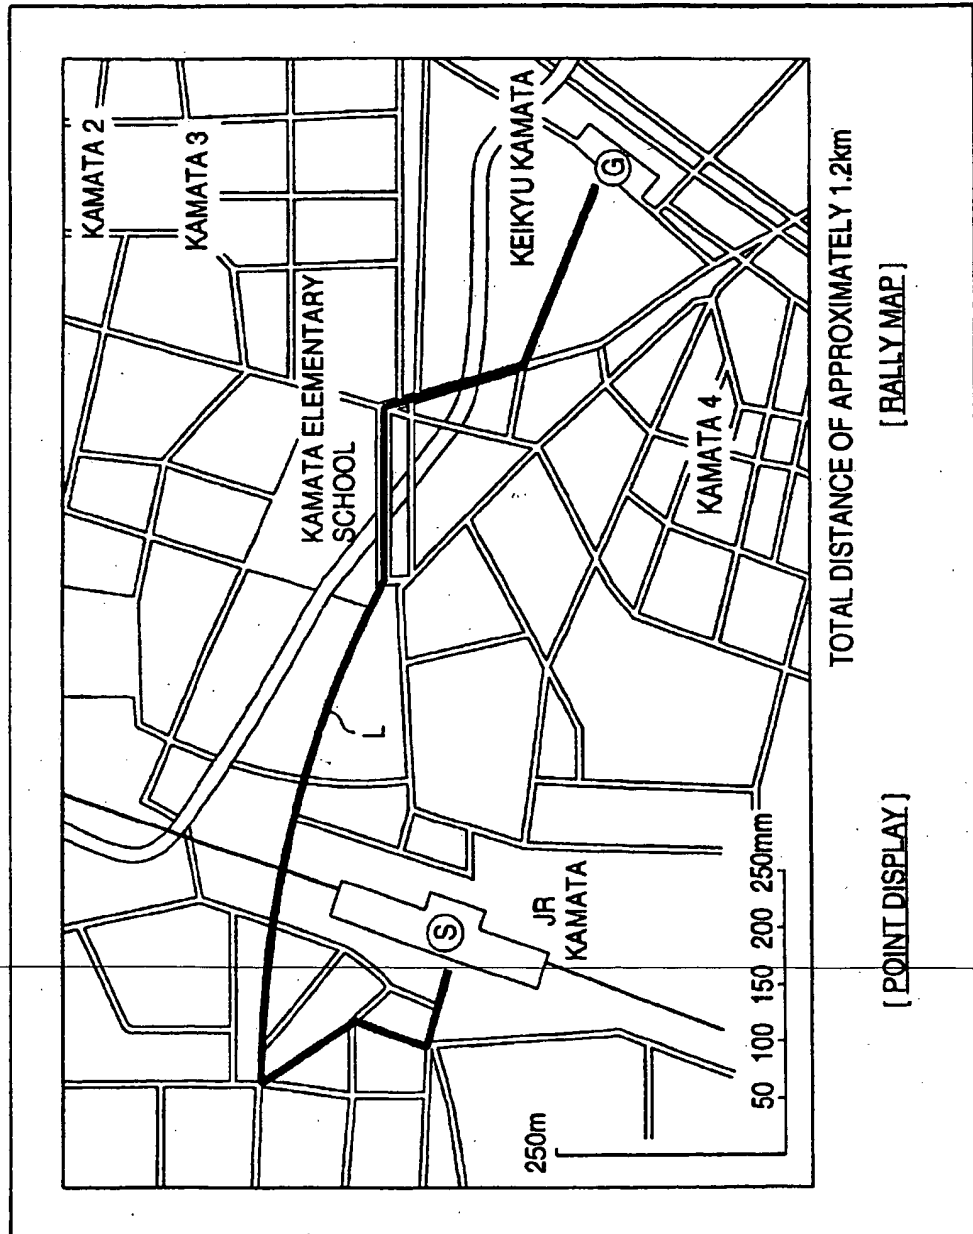 KAMATA 2
KAMATA 3
KAMATA ELEMENTARY
SCHOOL
KEIKYU KAMATA
G
L
KAMATA 4
S
JR
KAMATA
250m
50 100 150 200 250mm
TOTAL DISTANCE OF APPROXIMATELY 1.2km
[POINT DISPLAY]
[RALLY MAP]